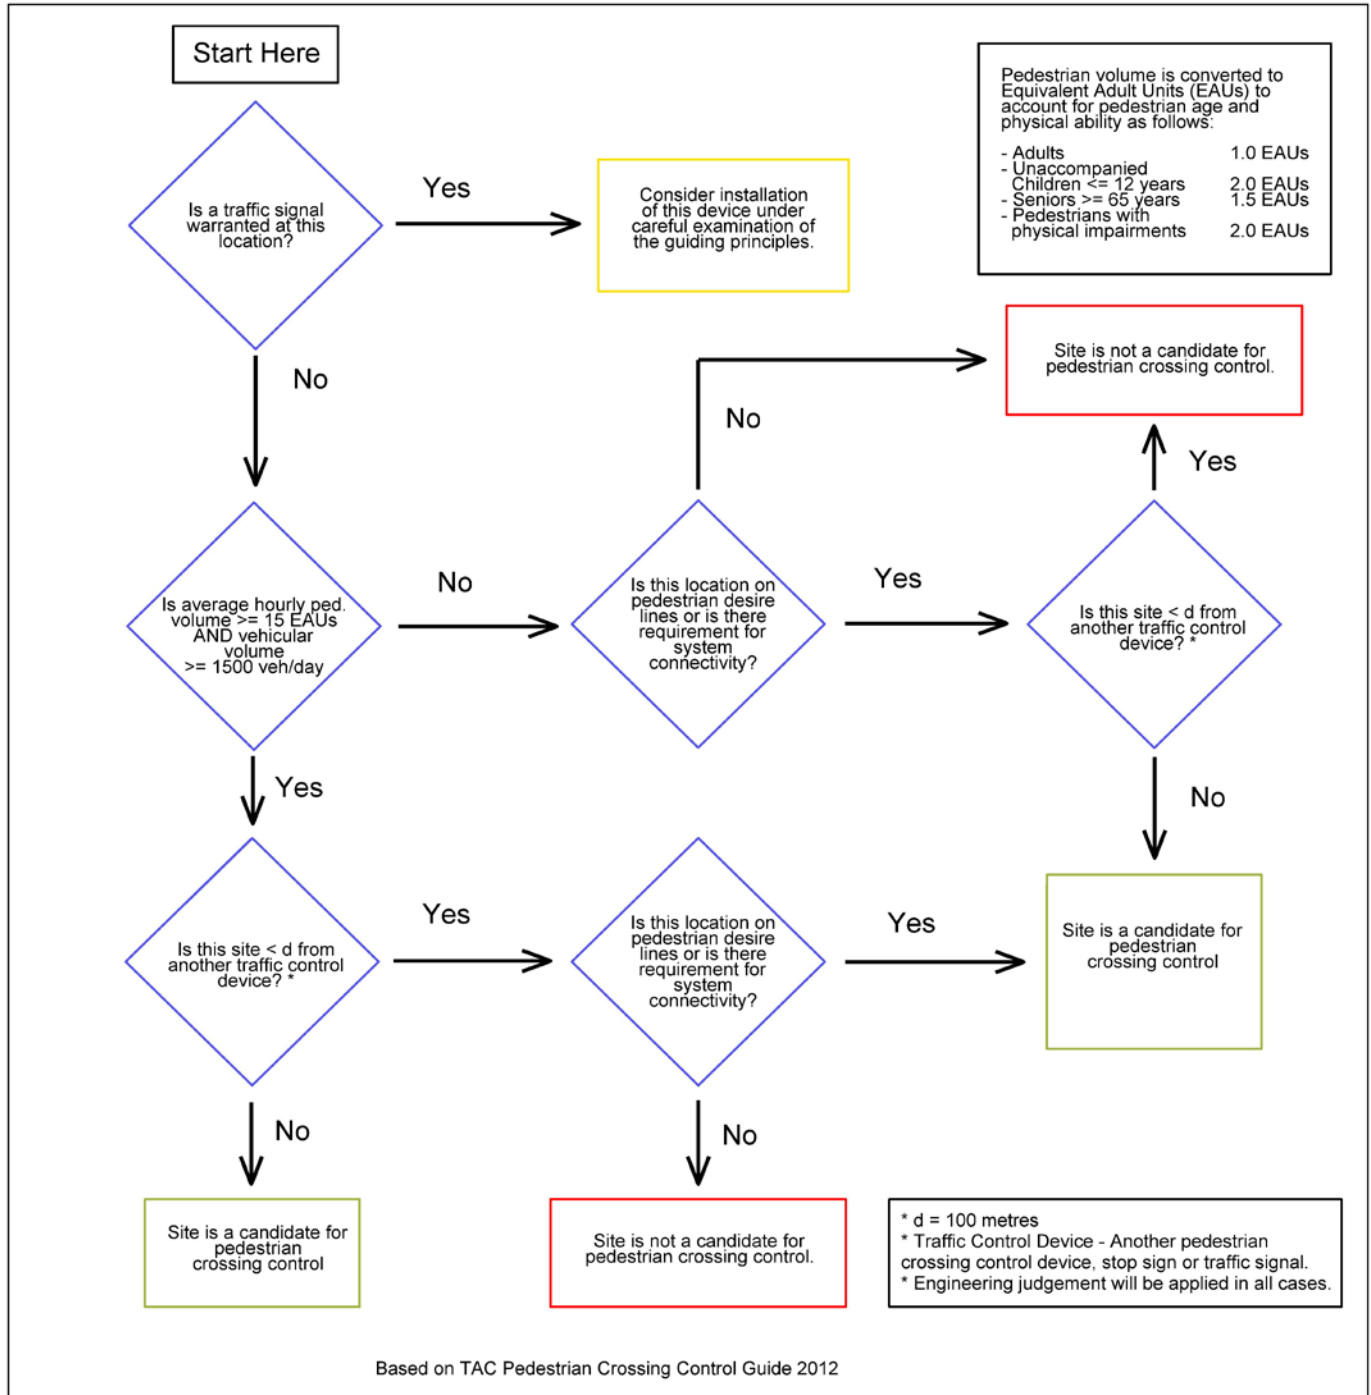 Start Here
Pedestrian volume is converted to
Equivalent Adult Units (EAUs) to
account for pedestrian age and
physical ability as follows:
- Adults 1.0 EAUs
- Unaccompanied
Children <= 12 years 2.0 EAUs
- Seniors >= 65 years 1.5 EAUs
- Pedestrians with
physical impairments 2.0 EAUs
Is a traffic signal
warranted at this
location?
Yes
Consider installation
of this device under
careful examination of
the guiding principles.
No
Site is not a candidate for
pedestrian crossing control.
No
Yes
Is average hourly ped.
volume >= 15 EAUs
AND vehicular
volume
>= 1500 veh/day
No
Is this location on
pedestrian desire
lines or is there
requirement for
system
connectivity?
Yes
Is this site < d from
another traffic control
device? *
Yes
No
Is this site < d from
another traffic control
device? *
Yes
Is this location on
pedestrian desire
lines or is there
requirement for
system
connectivity?
Yes
Site is a candidate for
pedestrian
crossing control
No
No
Site is a candidate for
pedestrian
crossing control
Site is not a candidate for
pedestrian crossing control.
* d = 100 metres
* Traffic Control Device - Another pedestrian
crossing control device, stop sign or traffic signal.
* Engineering judgement will be applied in all cases.
Based on TAC Pedestrian Crossing Control Guide 2012